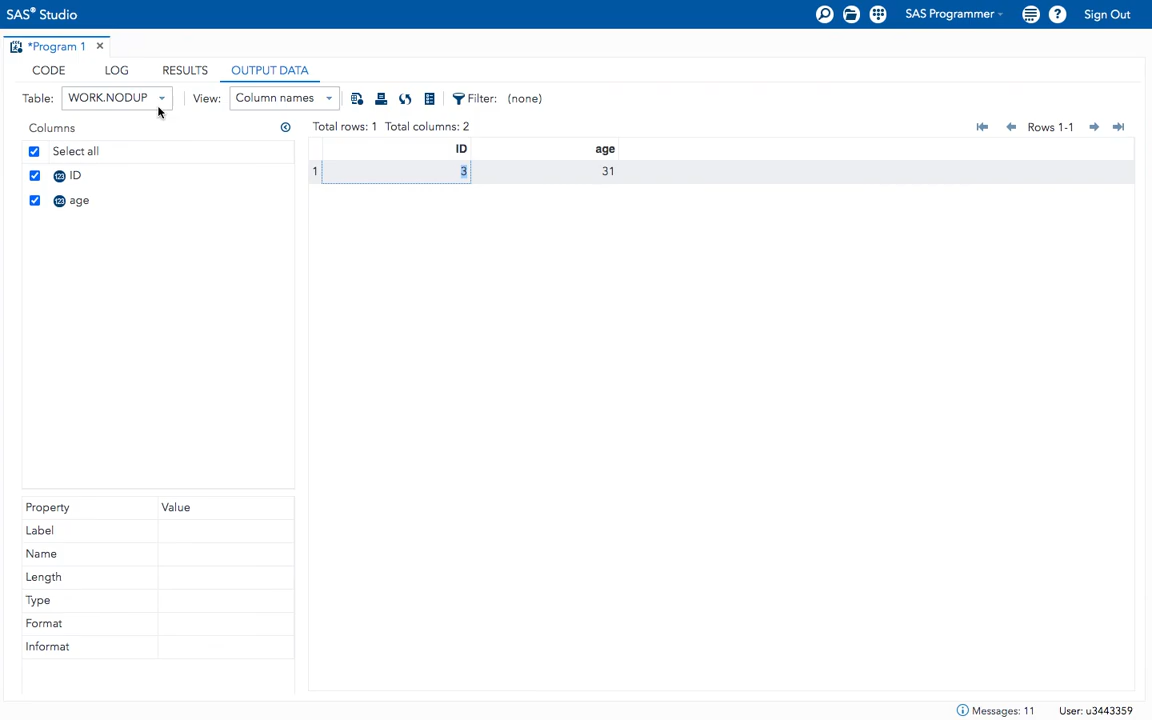 SAS® Studio
SAS Programmer
Sign Out
*Program 1
CODE LOG RESULTS OUTPUT DATA
Table: WORK.NODUP View: Column names Filter: (none)
Columns
Total rows: 1 Total columns: 2
Rows 1-1
Select all
ID
age
ID age
1 3 31
Property Value
Label
Name
Length
Type
Format
Informat
Messages: 11 User: u3443359